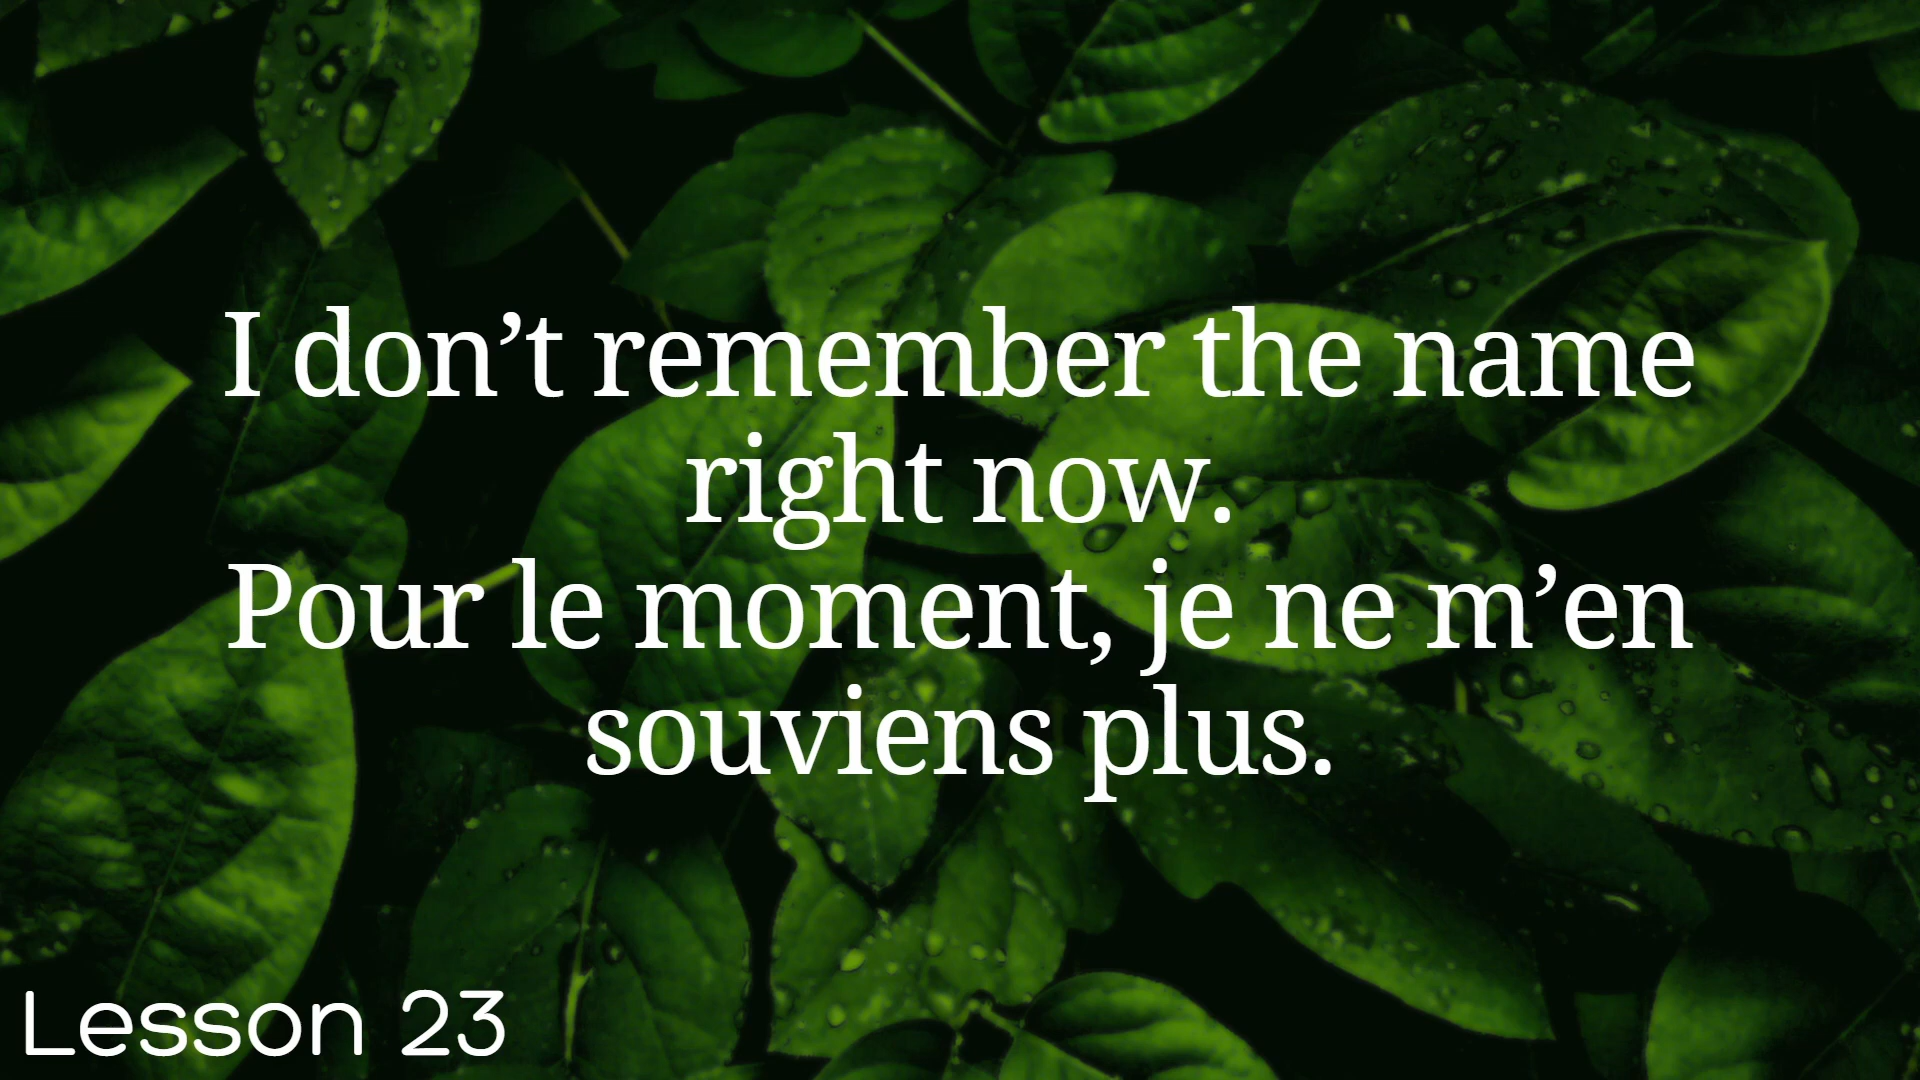 I don’t remember the name
right now.
Pour le moment, je ne m’en
souviens plus.
Lesson 23